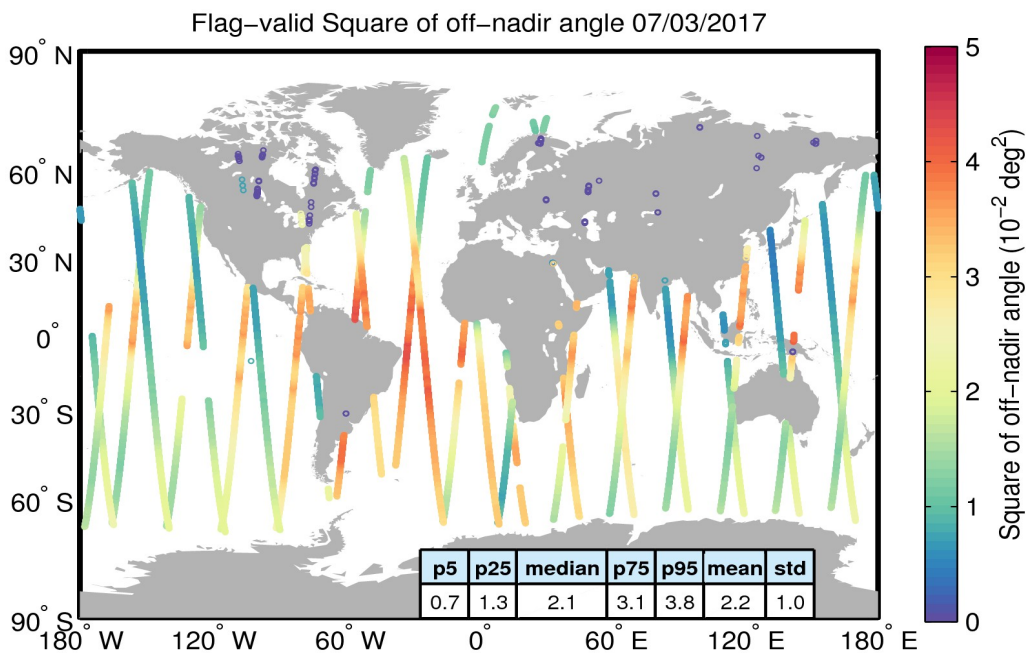 Flag−valid Square of off−nadir angle 07/03/2017
90° N
60° N
30° N
0°
30° S
60° S
90° S
180° W
120° W
60° W
0°
60° E
120° E
180° E
p5 p25 median p75 p95 mean std
0.7 1.3 2.1 3.1 3.8 2.2 1.0
5
4
3
2
1
0
Square of off−nadir angle (10⁻² deg²)